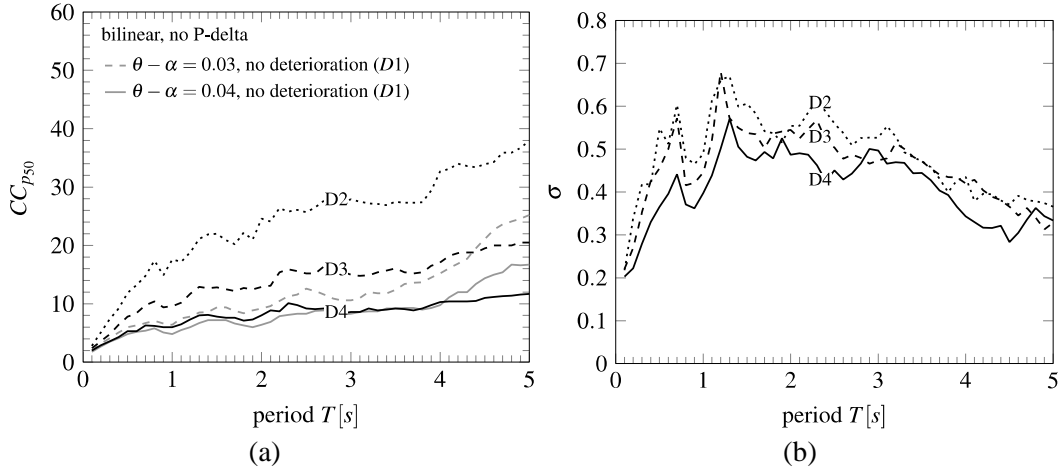 60
50
40
30
20
10
0
0 1 2 3 4 5
CC_{p_{50}}
period T [s]
bilinear, no P-delta
θ − α = 0.03, no deterioration (D1)
θ − α = 0.04, no deterioration (D1)
D2
D3
D4
(a)
0.8
0.7
0.6
0.5
0.4
0.3
0.2
0.1
0
0 1 2 3 4 5
σ
period T [s]
D2
D3
D4
(b)